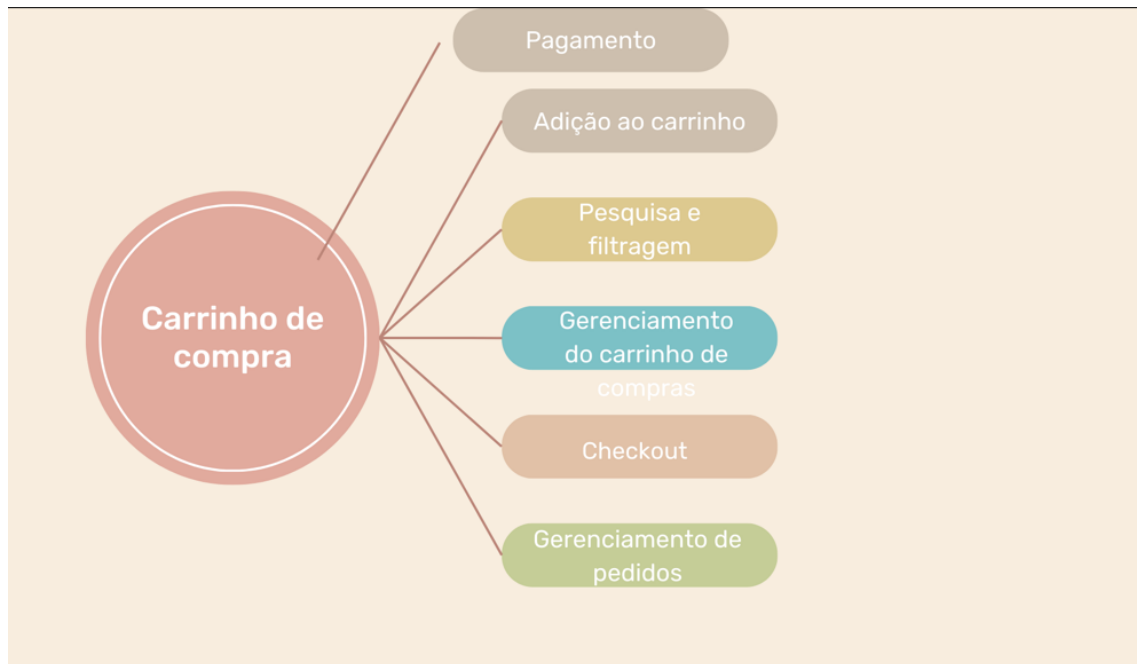 Pagamento
Adição ao carrinho
Pesquisa e
filtragem
Carrinho de
compra
Gerenciamento
do carrinho de
compras
Checkout
Gerenciamento de
pedidos